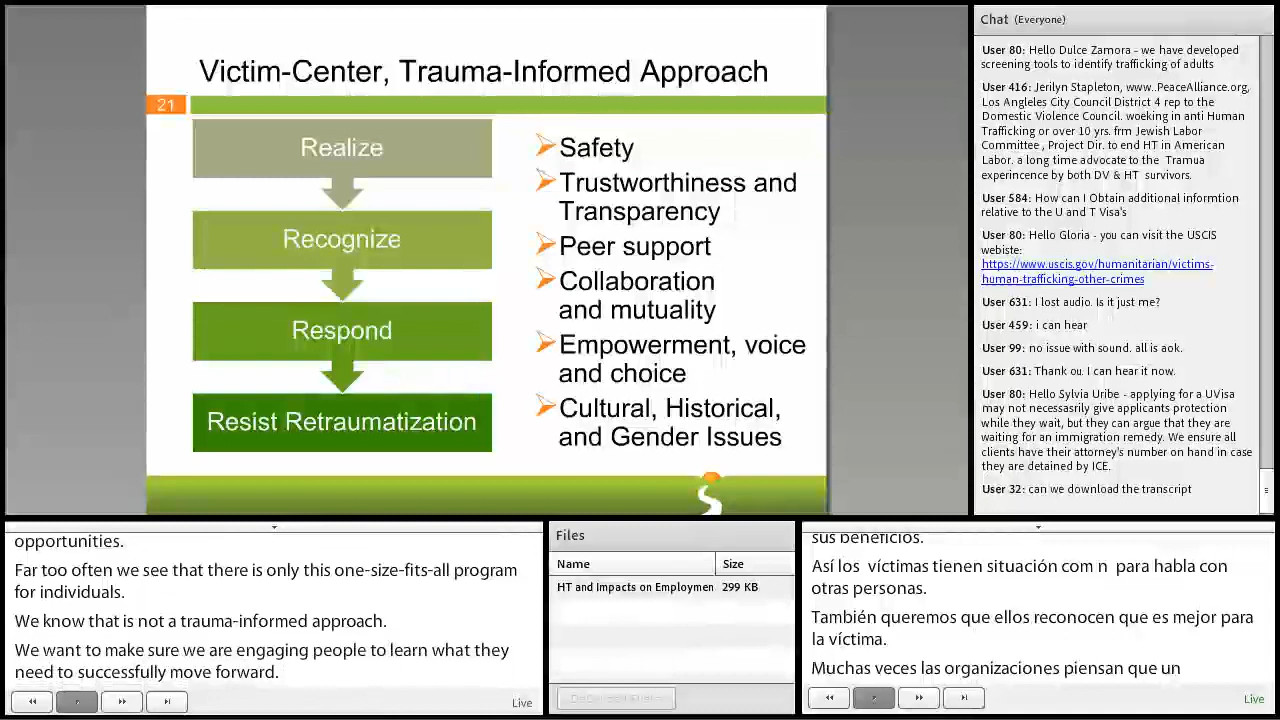 Victim-Center, Trauma-Informed Approach
21
Realize
Recognize
Respond
Resist Retraumatization
Safety
Trustworthiness and
Transparency
Peer support
Collaboration
and mutuality
Empowerment, voice
and choice
Cultural, Historical,
and Gender Issues
Chat (Everyone)
User 80: Hello Dulce Zamora - we have developed
screening tools to identify trafficking of adults
User 416: Jerilyn Stapleton, www..PeaceAlliance.org,
Los Angeles City Council District 4 rep to the
Domestic Violence Council. woeking in anti Human
Trafficking or over 10 yrs. frm Jewish Labor
Committee , Project Dir. to end HT in American
Labor. a long time advocate to the Tramua
experincence by both DV & HT survivors.
User 584: How can I Obtain additional informtion
relative to the U and T Visa's
User 80: Hello Gloria - you can visit the USCIS
webiste:
https://www.uscis.gov/humanitarian/victims-
human-trafficking-other-crimes
User 631: I lost audio. Is it just me?
User 459: i can hear
User 99: no issue with sound. all is aok.
User 631: Thank ou. I can hear it now.
User 80: Hello Sylvia Uribe - applying for a UVisa
may not necessasrily give applicants protection
while they wait, but they can argue that they are
waiting for an immigration remedy. We ensure all
clients have their attorney's number on hand in case
they are detained by ICE.
User 32: can we download the transcript
opportunities.
Far too often we see that there is only this one-size-fits-all program
for individuals.
We know that is not a trauma-informed approach.
We want to make sure we are engaging people to learn what they
need to successfully move forward.
Live
Files
Name Size
HT and Impacts on Employmen 299 KB
sus beneficios.
Así los víctimas tienen situación com n para habla con
otras personas.
También queremos que ellos reconocen que es mejor para
la víctima.
Muchas veces las organizaciones piensan que un
Live